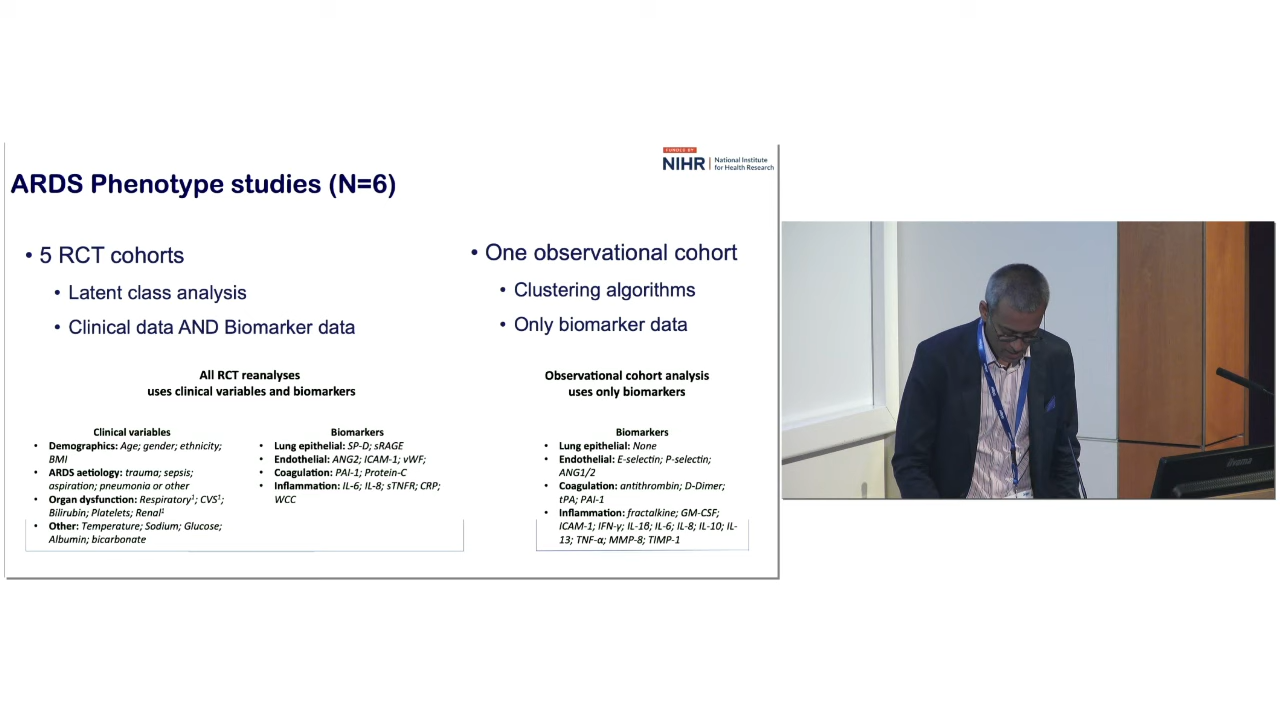 FUNDED BY
NIHR | National Institute
for Health Research
ARDS Phenotype studies (N=6)
• 5 RCT cohorts
• Latent class analysis
• Clinical data AND Biomarker data
All RCT reanalyses
uses clinical variables and biomarkers
Clinical variables
• Demographics: Age; gender; ethnicity;
BMI
• ARDS aetiology: trauma; sepsis;
aspiration; pneumonia or other
• Organ dysfunction: Respiratory¹; CVS¹;
Bilirubin; Platelets; Renal¹
• Other: Temperature; Sodium; Glucose;
Albumin; bicarbonate
Biomarkers
• Lung epithelial: SP-D; sRAGE
• Endothelial: ANG2; ICAM-1; vWF;
• Coagulation: PAI-1; Protein-C
• Inflammation: IL-6; IL-8; sTNFR; CRP;
WCC
• One observational cohort
• Clustering algorithms
• Only biomarker data
Observational cohort analysis
uses only biomarkers
Biomarkers
• Lung epithelial: None
• Endothelial: E-selectin; P-selectin;
ANG1/2
• Coagulation: antithrombin; D-Dimer;
tPA; PAI-1
• Inflammation: fractalkine; GM-CSF;
ICAM-1; IFN-γ; IL-1β; IL-6; IL-8; IL-10; IL-
13; TNF-α; MMP-8; TIMP-1